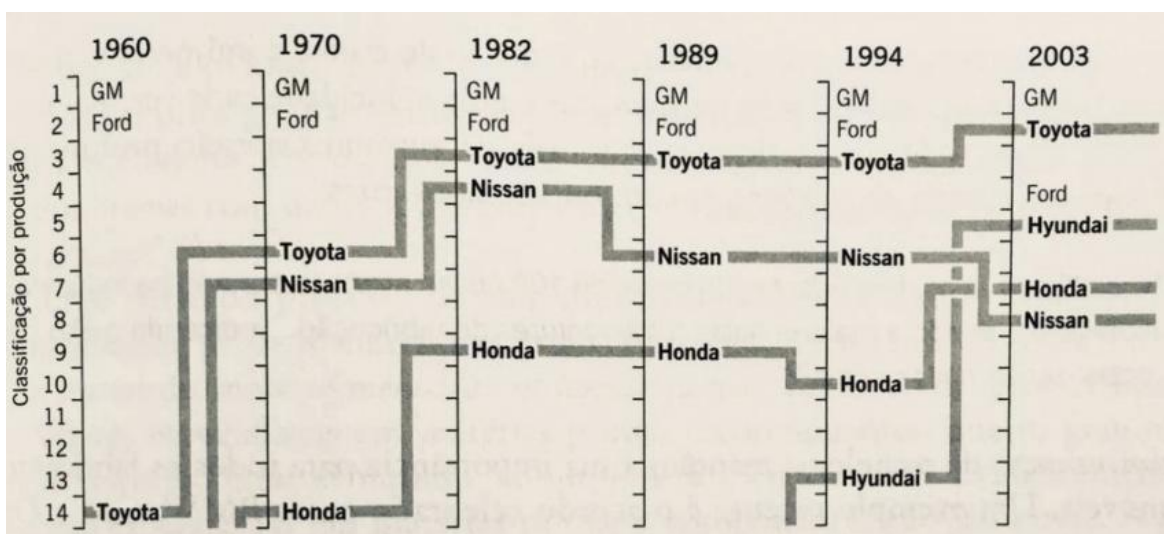 1960 1970 1982 1989 1994 2003
Classificação por produção
1 GM GM GM GM GM
2 Ford Ford Ford Ford Ford Toyota
3 Toyota Toyota Toyota
4 Nissan Ford
5 Hyundai
6 Toyota Nissan Nissan
7 Nissan Honda
8 Nissan
9 Honda Honda
10 Honda
11
12
13 Hyundai
14 Toyota Honda